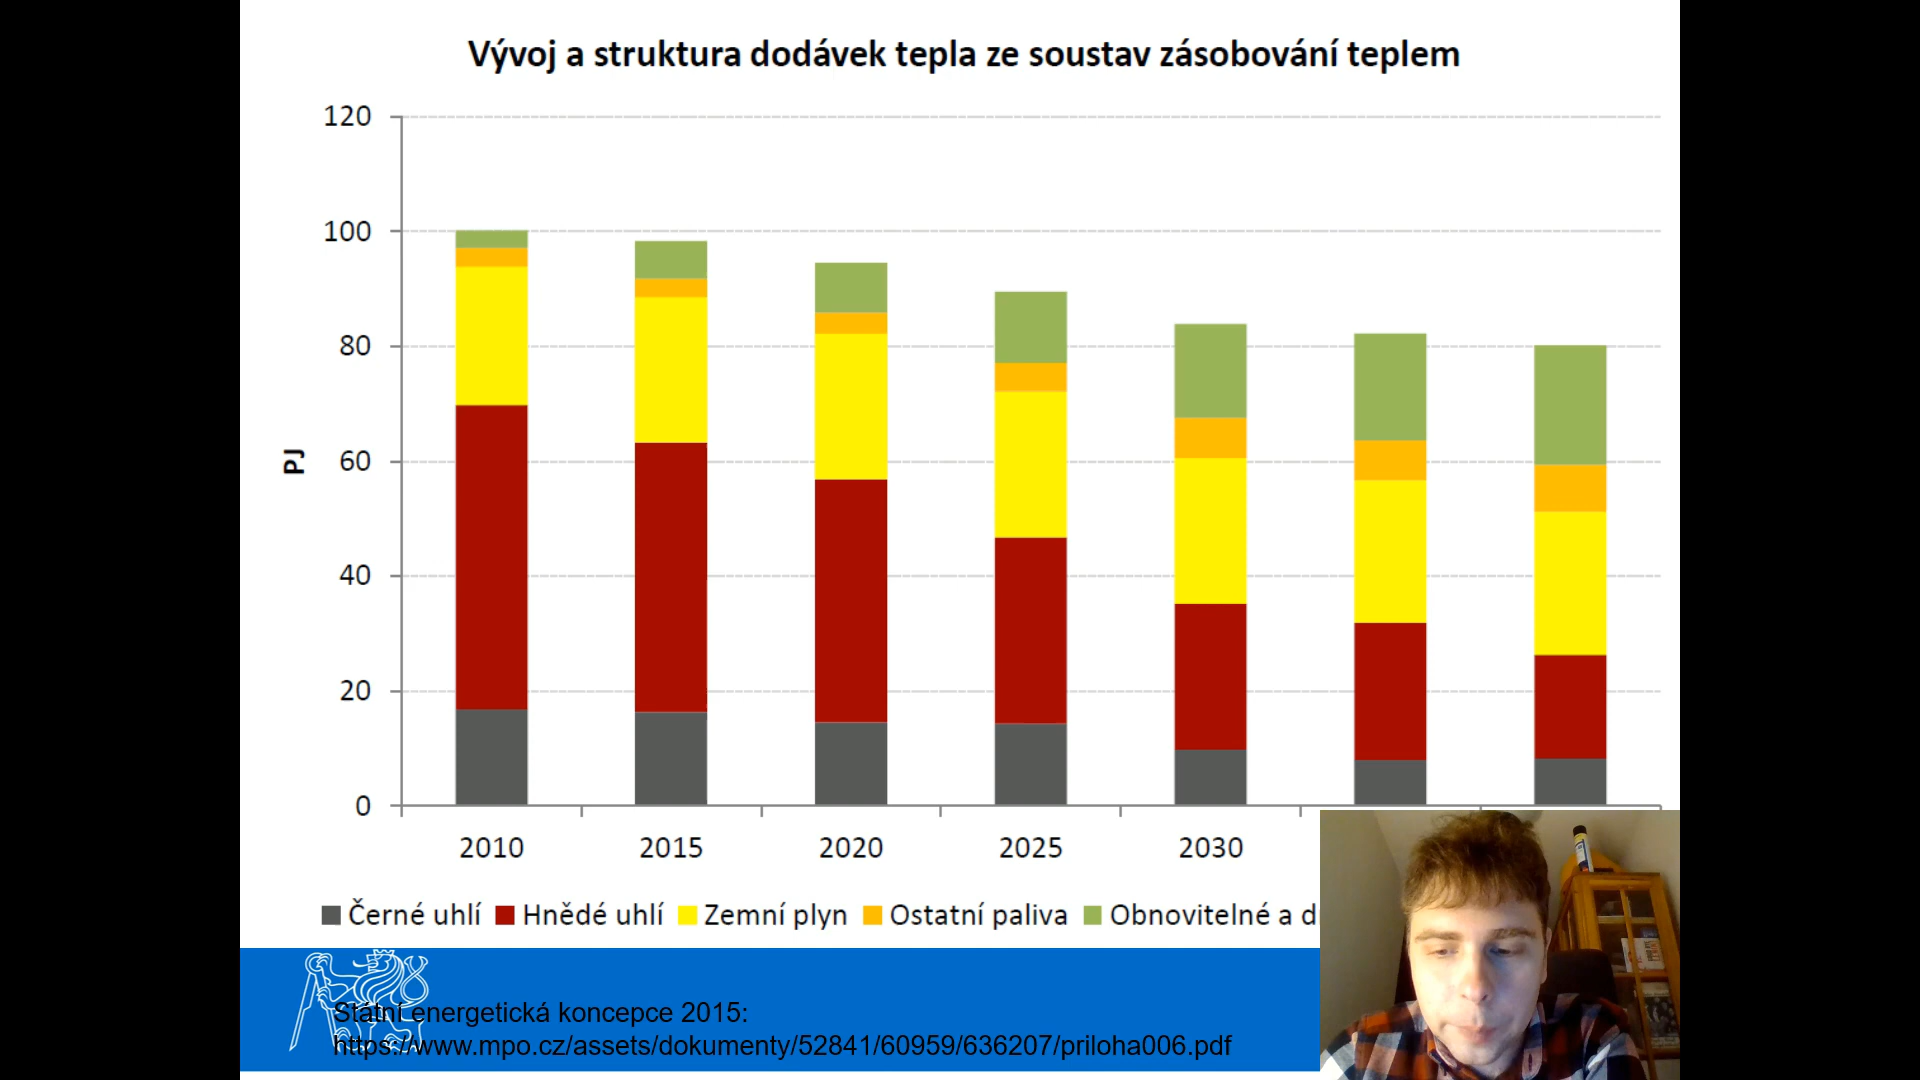 Vývoj a struktura dodávek tepla ze soustav zásobování teplem
120
100
80
60
40
20
0
PJ
2010 2015 2020 2025 2030
Černé uhlí Hnědé uhlí Zemní plyn Ostatní paliva Obnovitelné a d
Státní energetická koncepce 2015:
https://www.mpo.cz/assets/dokumenty/52841/60959/636207/priloha006.pdf